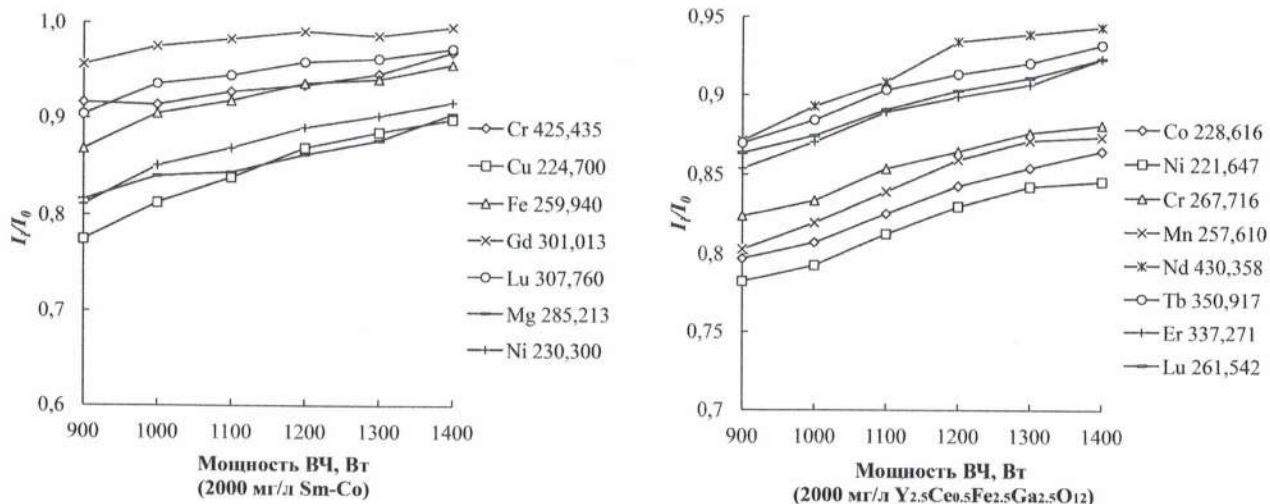 1,0
0,9
0,8
0,7
0,6
Ii/I0
900 1000 1100 1200 1300 1400
Мощность ВЧ, Вт
(2000 мг/л Sm-Co)
Cr 425,435
Cu 224,700
Fe 259,940
Gd 301,013
Lu 307,760
Mg 285,213
Ni 230,300
0,95
0,9
0,85
0,8
0,75
0,7
Ii/I0
900 1000 1100 1200 1300 1400
Мощность ВЧ, Вт
(2000 мг/л Y2.5Ce0.5Fe2.5Ga2.5O12)
Co 228,616
Ni 221,647
Cr 267,716
Mn 257,610
Nd 430,358
Tb 350,917
Er 337,271
Lu 261,542